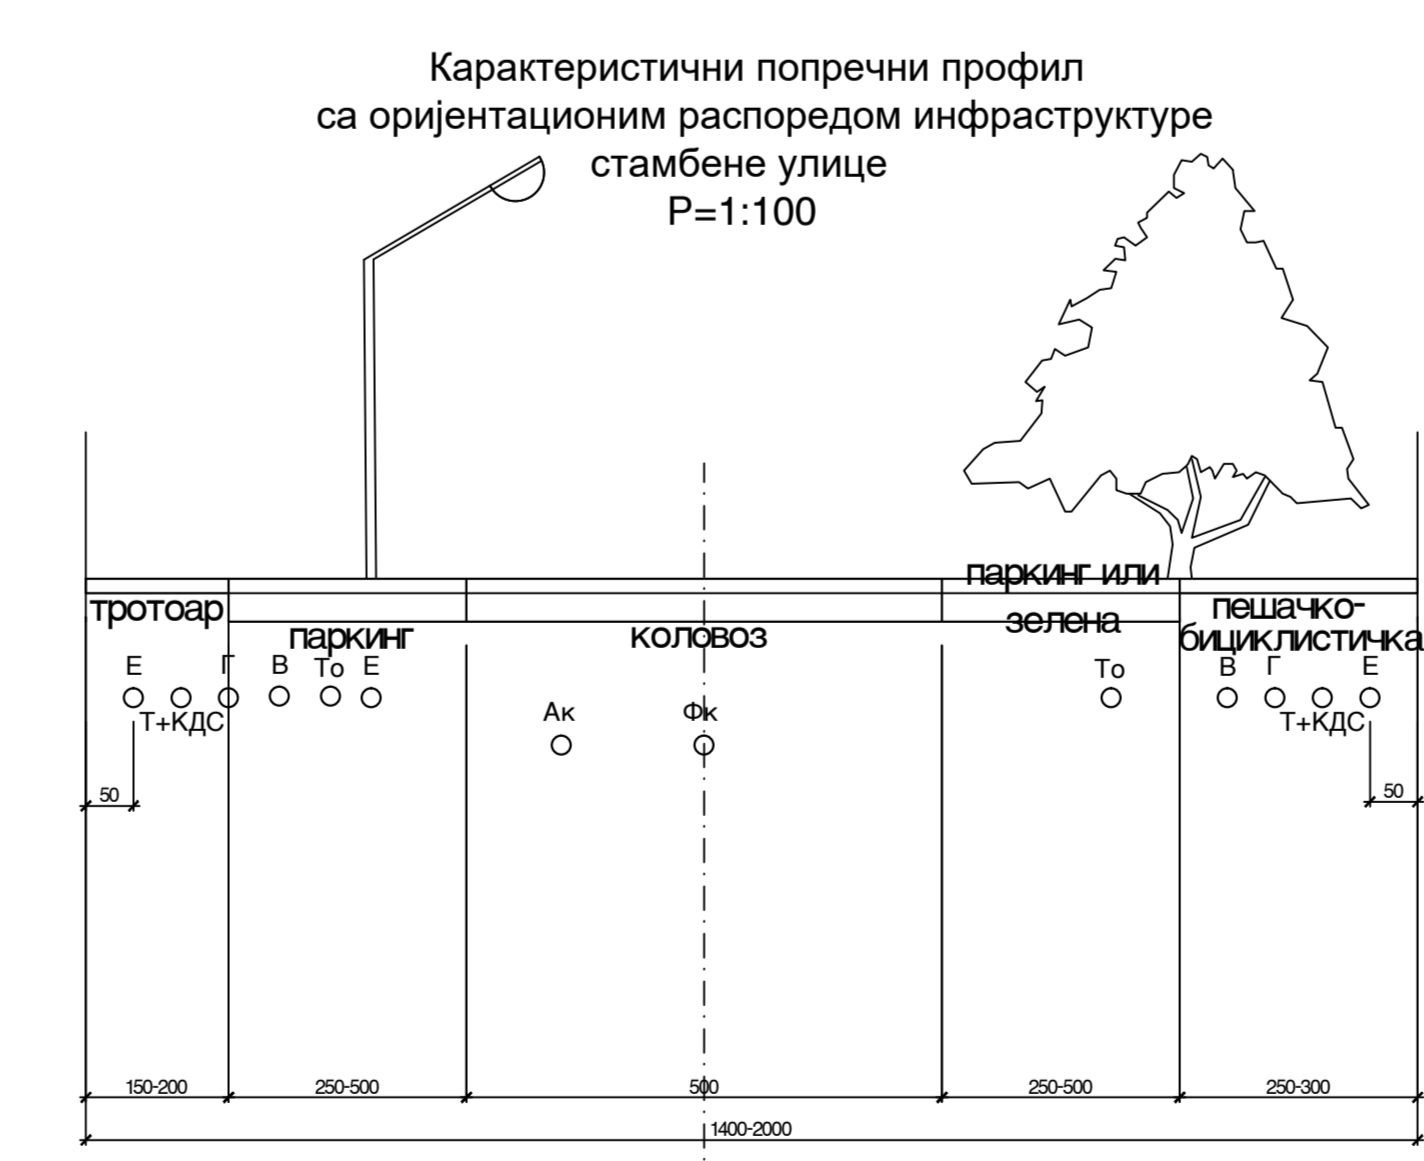 Карактеристични попречни профил
са оријентационим распоредом инфраструктуре
стамбене улице
Р=1:100
паркинг или
зелена
тротоар
паркинг
коловоз
пешачко-
бициклистичка
Е Г В То Е
Т+КДС
Ак Фк
То
В Г Е
Т+КДС
50
50
150-200 250-500 500 250-500 250-300
1400-2000